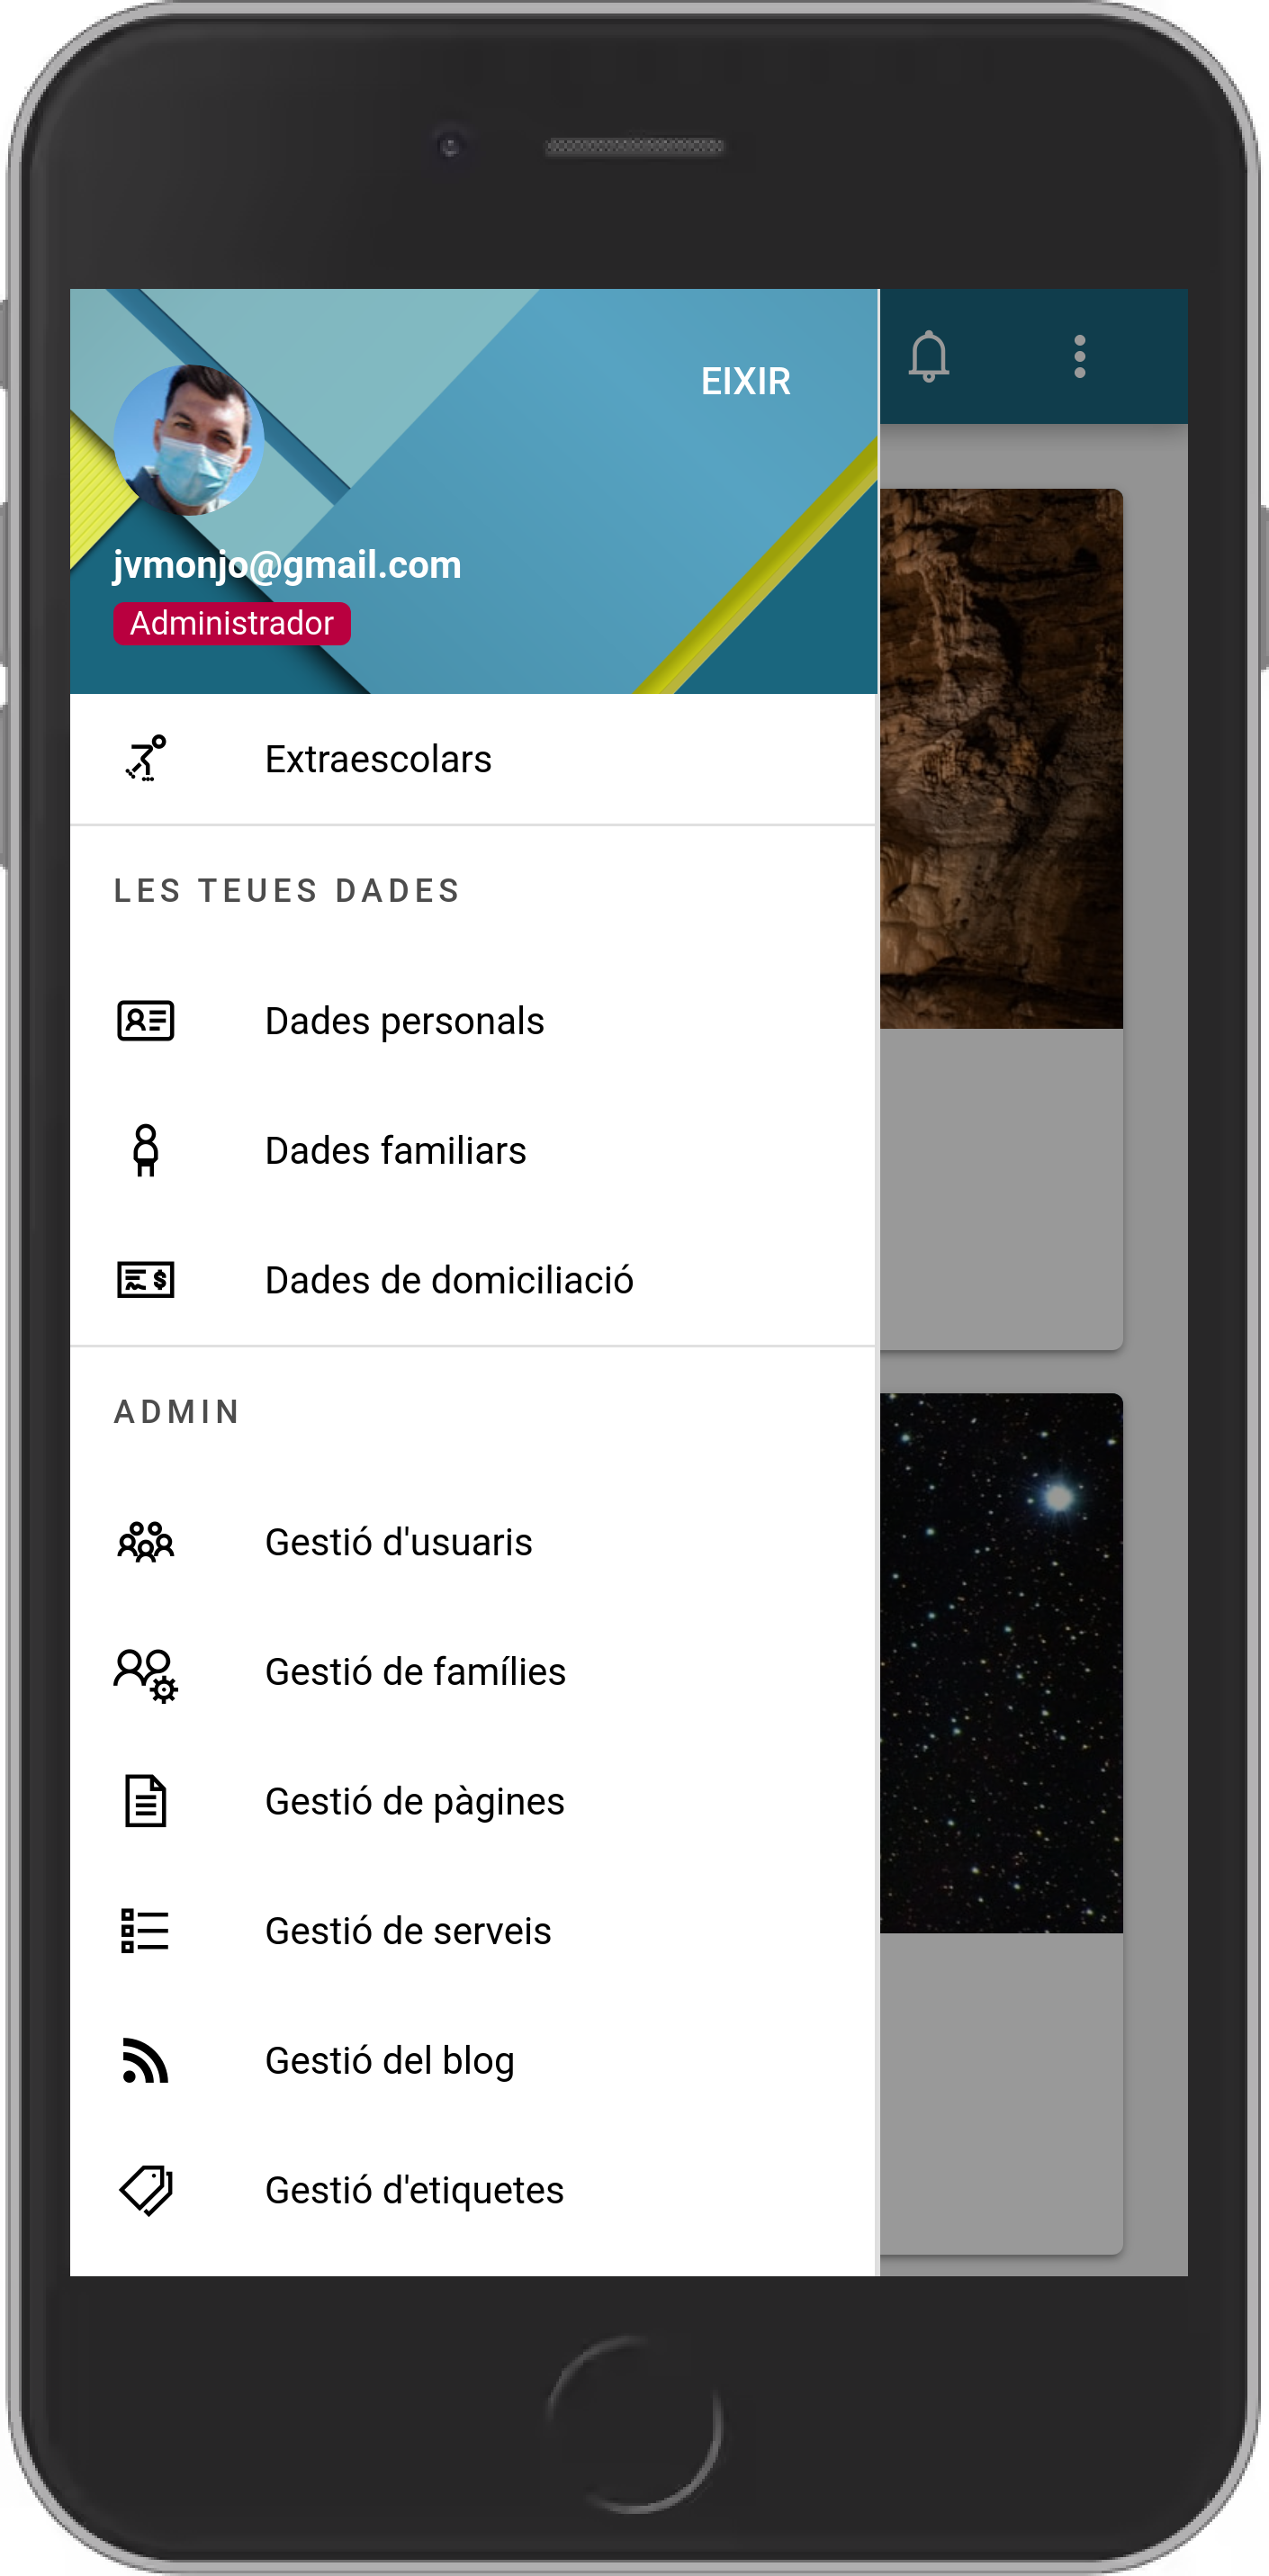 EIXIR
jvmonjo@gmail.com
Administrador
Extraescolars
LES TEUES DADES
Dades personals
Dades familiars
Dades de domiciliació
ADMIN
Gestió d'usuaris
Gestió de famílies
Gestió de pàgines
Gestió de serveis
Gestió del blog
Gestió d'etiquetes